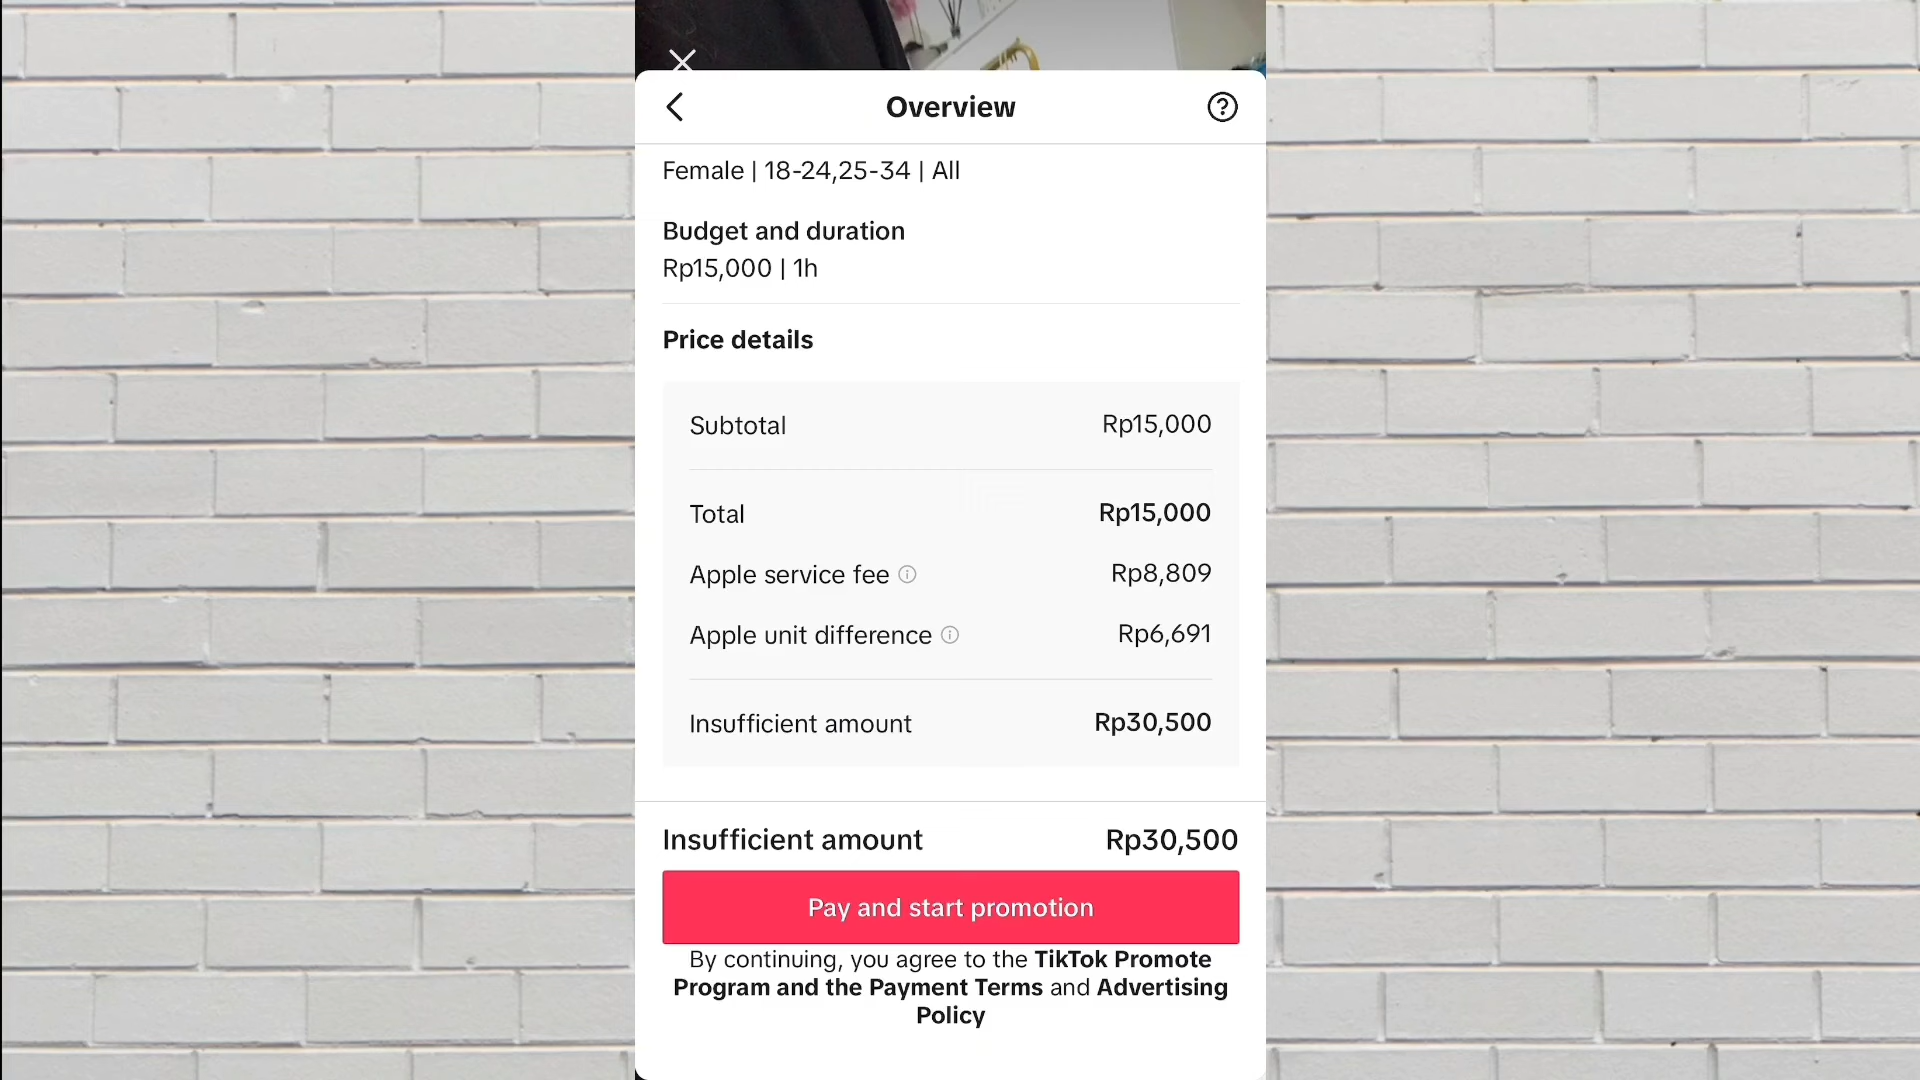 Overview
Female | 18-24,25-34 | All
Budget and duration
Rp15,000 | 1h
Price details
Subtotal Rp15,000
Total Rp15,000
Apple service fee Rp8,809
Apple unit difference Rp6,691
Insufficient amount Rp30,500
Insufficient amount Rp30,500
Pay and start promotion
By continuing, you agree to the TikTok Promote
Program and the Payment Terms and Advertising
Policy